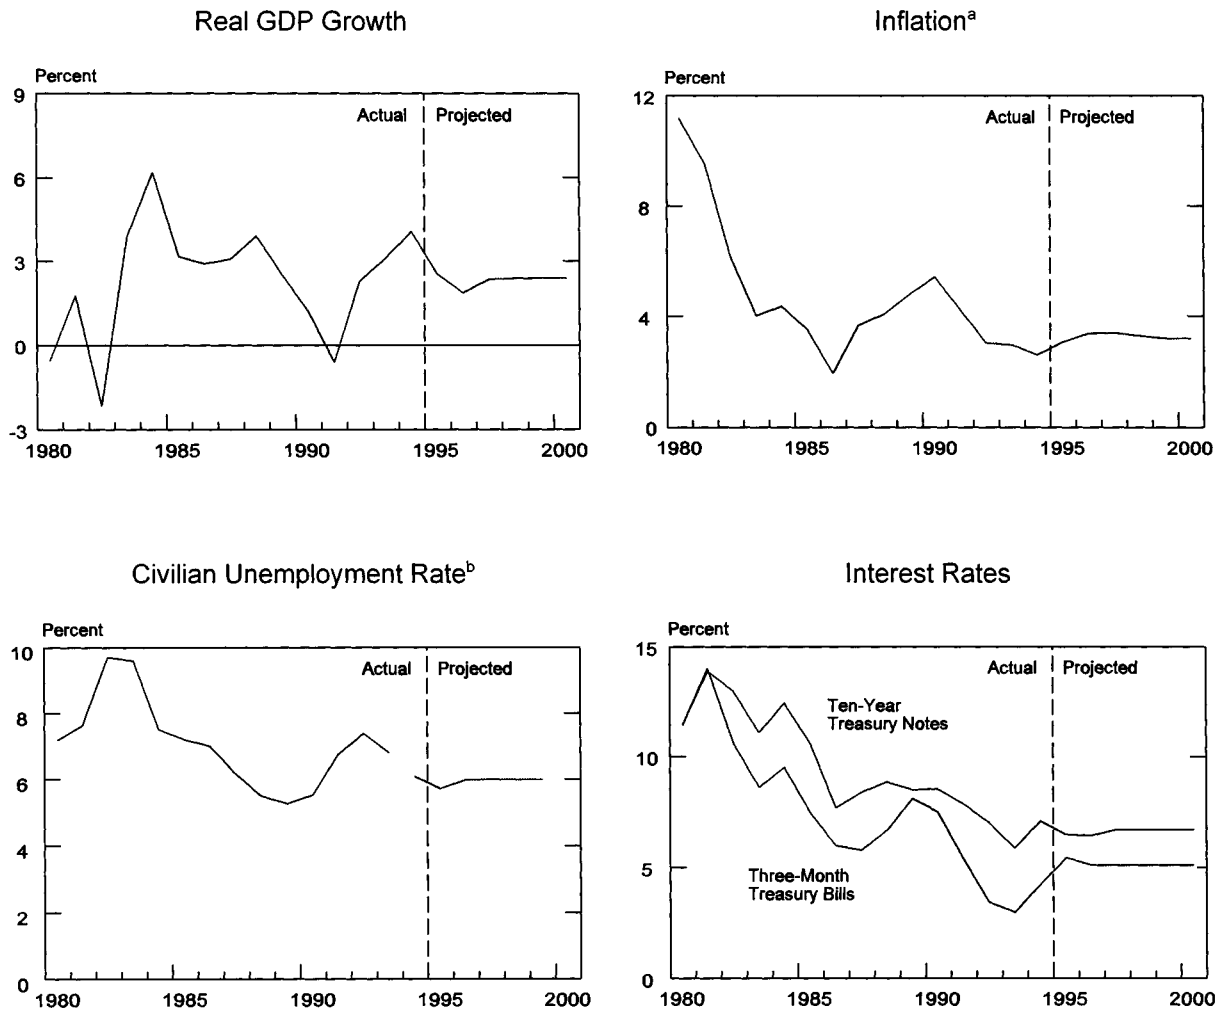 Real GDP Growth
Percent
9
6
3
0
-3
Actual
Projected
1980
1985
1990
1995
2000
Inflationᵃ
Percent
12
8
4
0
Actual
Projected
1980
1985
1990
1995
2000
Civilian Unemployment Rateᵇ
Percent
10
8
6
4
2
0
Actual
Projected
1980
1985
1990
1995
2000
Interest Rates
Percent
15
10
5
0
Actual
Projected
Ten-Year
Treasury Notes
Three-Month
Treasury Bills
1980
1985
1990
1995
2000